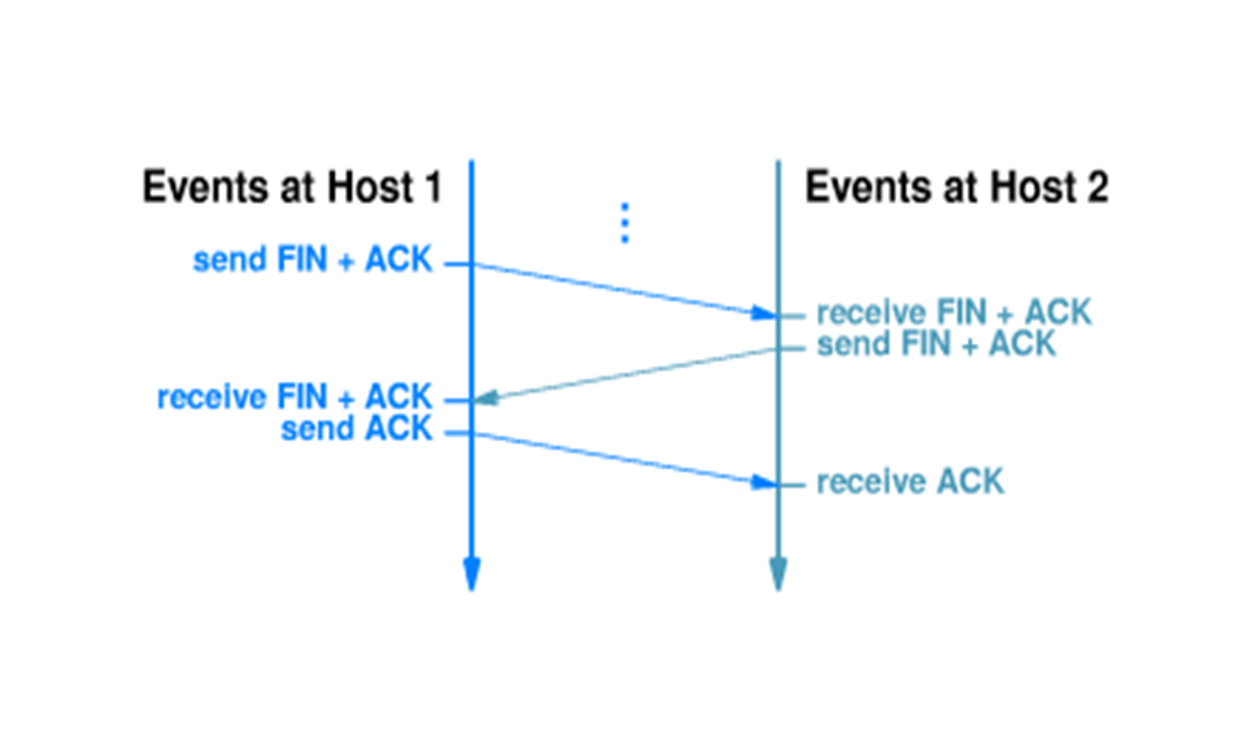 Events at Host 1
Events at Host 2
send FIN + ACK
receive FIN + ACK
send FIN + ACK
receive FIN + ACK
send ACK
receive ACK